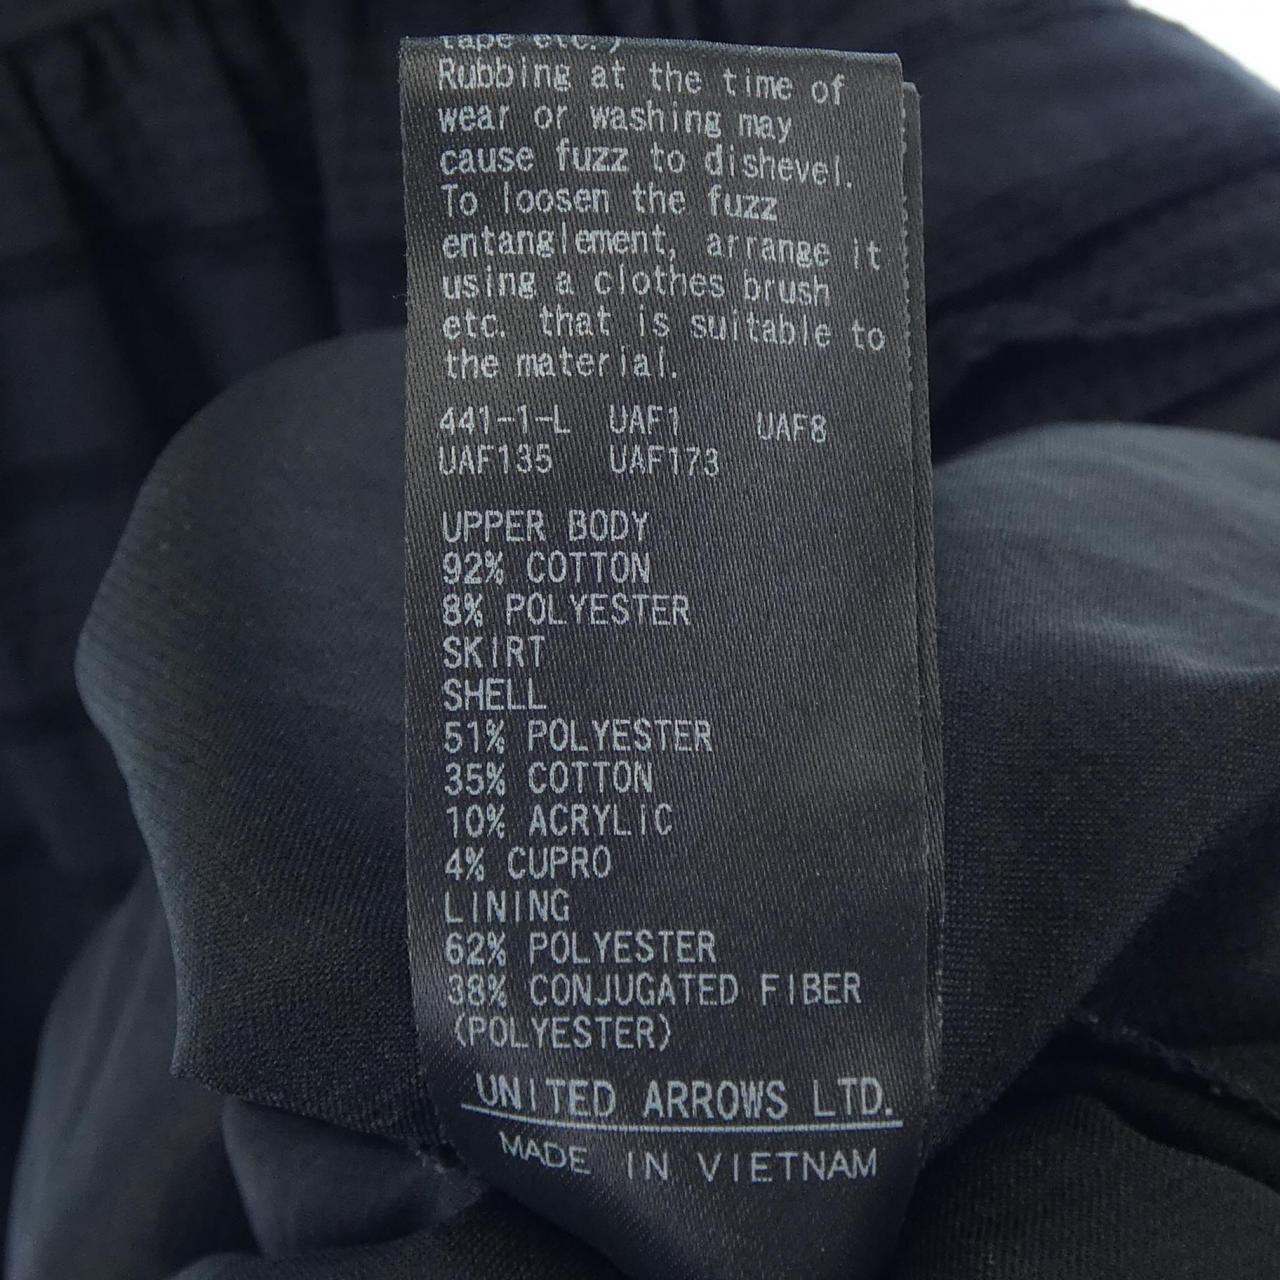 tape etc.)
Rubbing at the time of
wear or washing may
cause fuzz to dishevel.
To loosen the fuzz
entanglement, arrange it
using a clothes brush
etc. that is suitable to
the material.
441-1-L UAF1 UAF8
UAF135 UAF173
UPPER BODY
92% COTTON
8% POLYESTER
SKIRT
SHELL
51% POLYESTER
35% COTTON
10% ACRYLIC
4% CUPRO
LINING
62% POLYESTER
38% CONJUGATED FIBER
(POLYESTER)
UNITED ARROWS LTD.
MADE IN VIETNAM